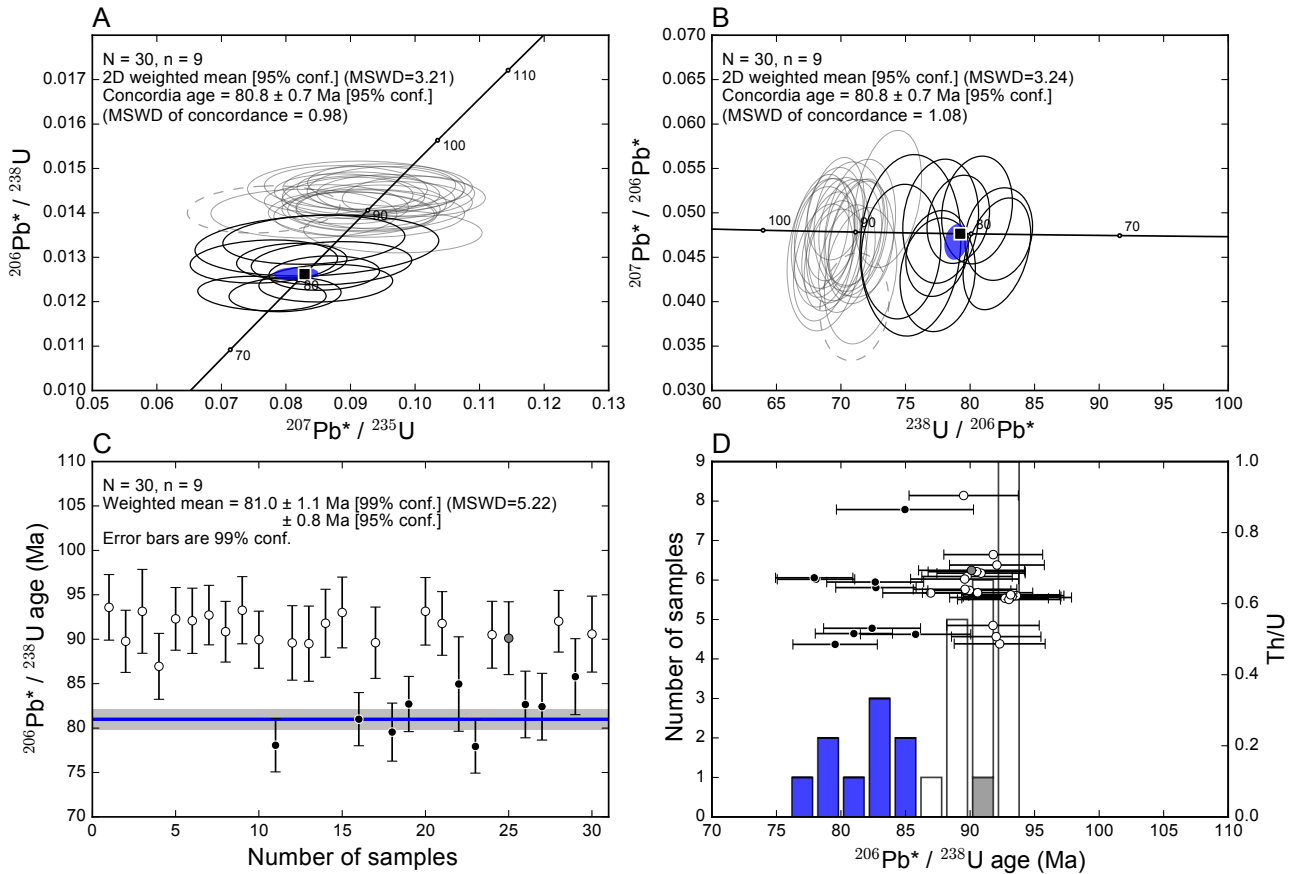 A
N = 30, n = 9
2D weighted mean [95% conf.] (MSWD=3.21)
Concordia age = 80.8 ± 0.7 Ma [95% conf.]
(MSWD of concordance = 0.98)
0.017
0.016
0.015
0.014
0.013
0.012
0.011
0.010
²⁰⁶Pb* / ²³⁸U
110
100
90
80
70
0.05 0.06 0.07 0.08 0.09 0.10 0.11 0.12 0.13
²⁰⁷Pb* / ²³⁵U
B
N = 30, n = 9
2D weighted mean [95% conf.] (MSWD=3.24)
Concordia age = 80.8 ± 0.7 Ma [95% conf.]
(MSWD of concordance = 1.08)
0.070
0.065
0.060
0.055
0.050
0.045
0.040
0.035
0.030
²⁰⁷Pb* / ²⁰⁶Pb*
100 90 80 70
60 65 70 75 80 85 90 95 100
²³⁸U / ²⁰⁶Pb*
C
N = 30, n = 9
Weighted mean = 81.0 ± 1.1 Ma [99% conf.] (MSWD=5.22)
± 0.8 Ma [95% conf.]
Error bars are 99% conf.
110
105
100
95
90
85
80
75
70
²⁰⁶Pb* / ²³⁸U age (Ma)
0 5 10 15 20 25 30
Number of samples
D
9
8
7
6
5
4
3
2
1
0
Number of samples
1.0
0.8
0.6
0.4
0.2
0.0
Th/U
70 75 80 85 90 95 100 105 110
²⁰⁶Pb* / ²³⁸U age (Ma)